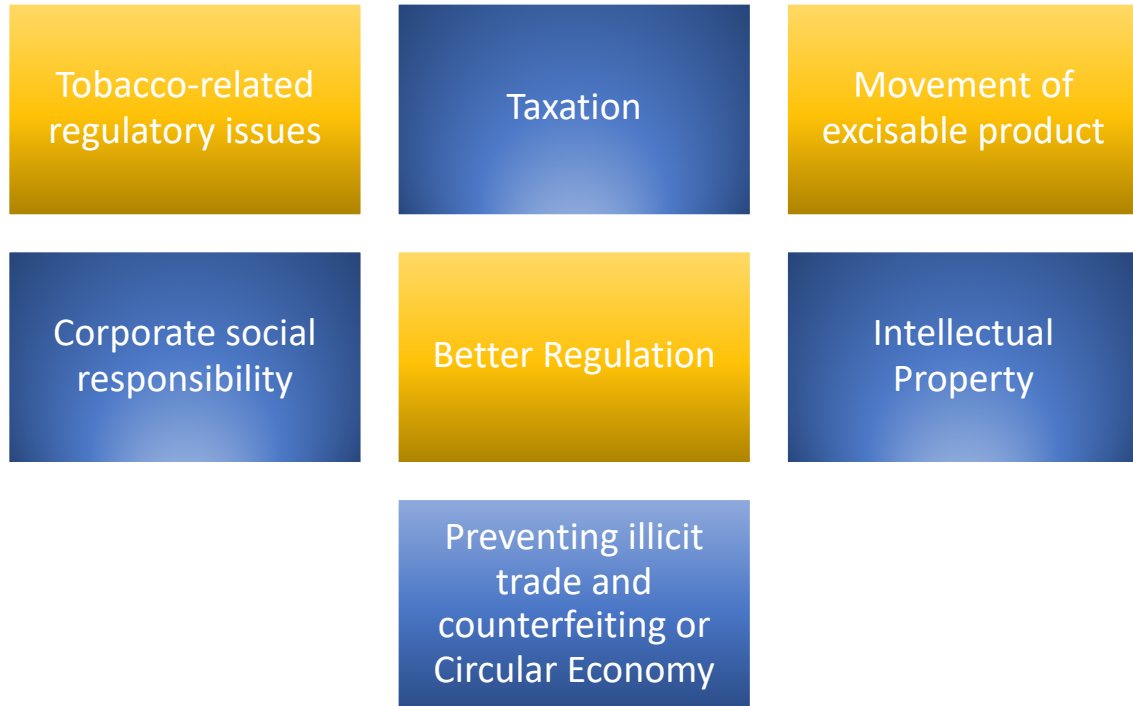 Tobacco-related
regulatory issues
Taxation
Movement of
excisable product
Corporate social
responsibility
Better Regulation
Intellectual
Property
Preventing illicit
trade and
counterfeiting or
Circular Economy